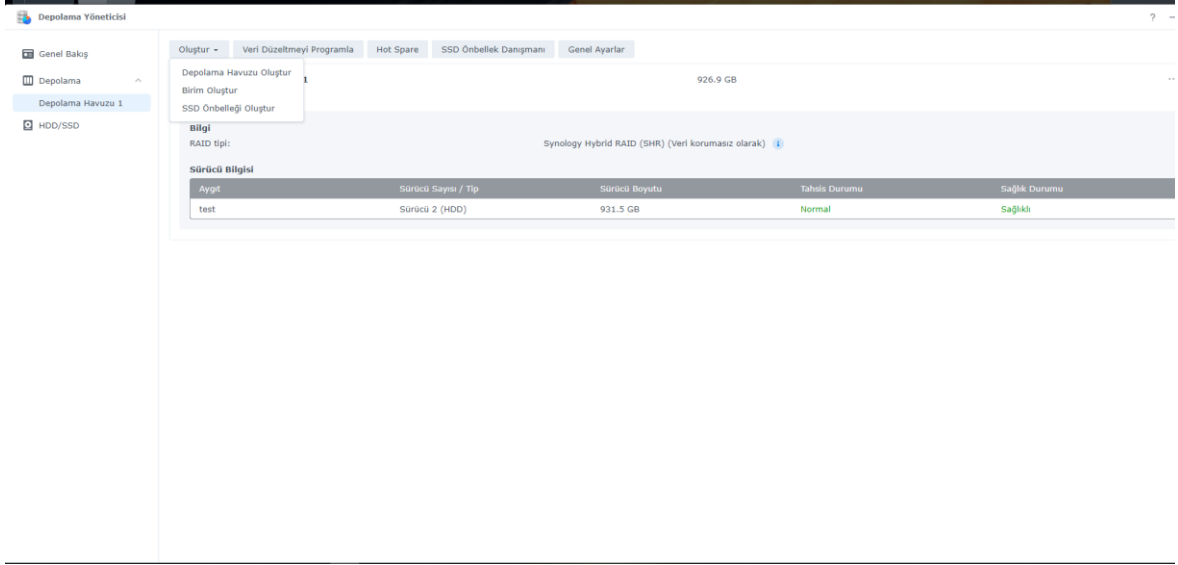 Depolama Yöneticisi
?
Genel Bakış
Depolama
Depolama Havuzu 1
HDD/SSD
Oluştur Veri Düzeltmeyi Programla Hot Spare SSD Önbellek Danışmanı Genel Ayarlar
Depolama Havuzu Oluştur
Birim Oluştur
SSD Önbelleği Oluştur
1 926.9 GB
Bilgi
RAID tipi: Synology Hybrid RAID (SHR) (Veri korumasız olarak)
Sürücü Bilgisi
Aygıt Sürücü Sayısı / Tip Sürücü Boyutu Tahsis Durumu Sağlık Durumu
test Sürücü 2 (HDD) 931.5 GB Normal Sağlıklı